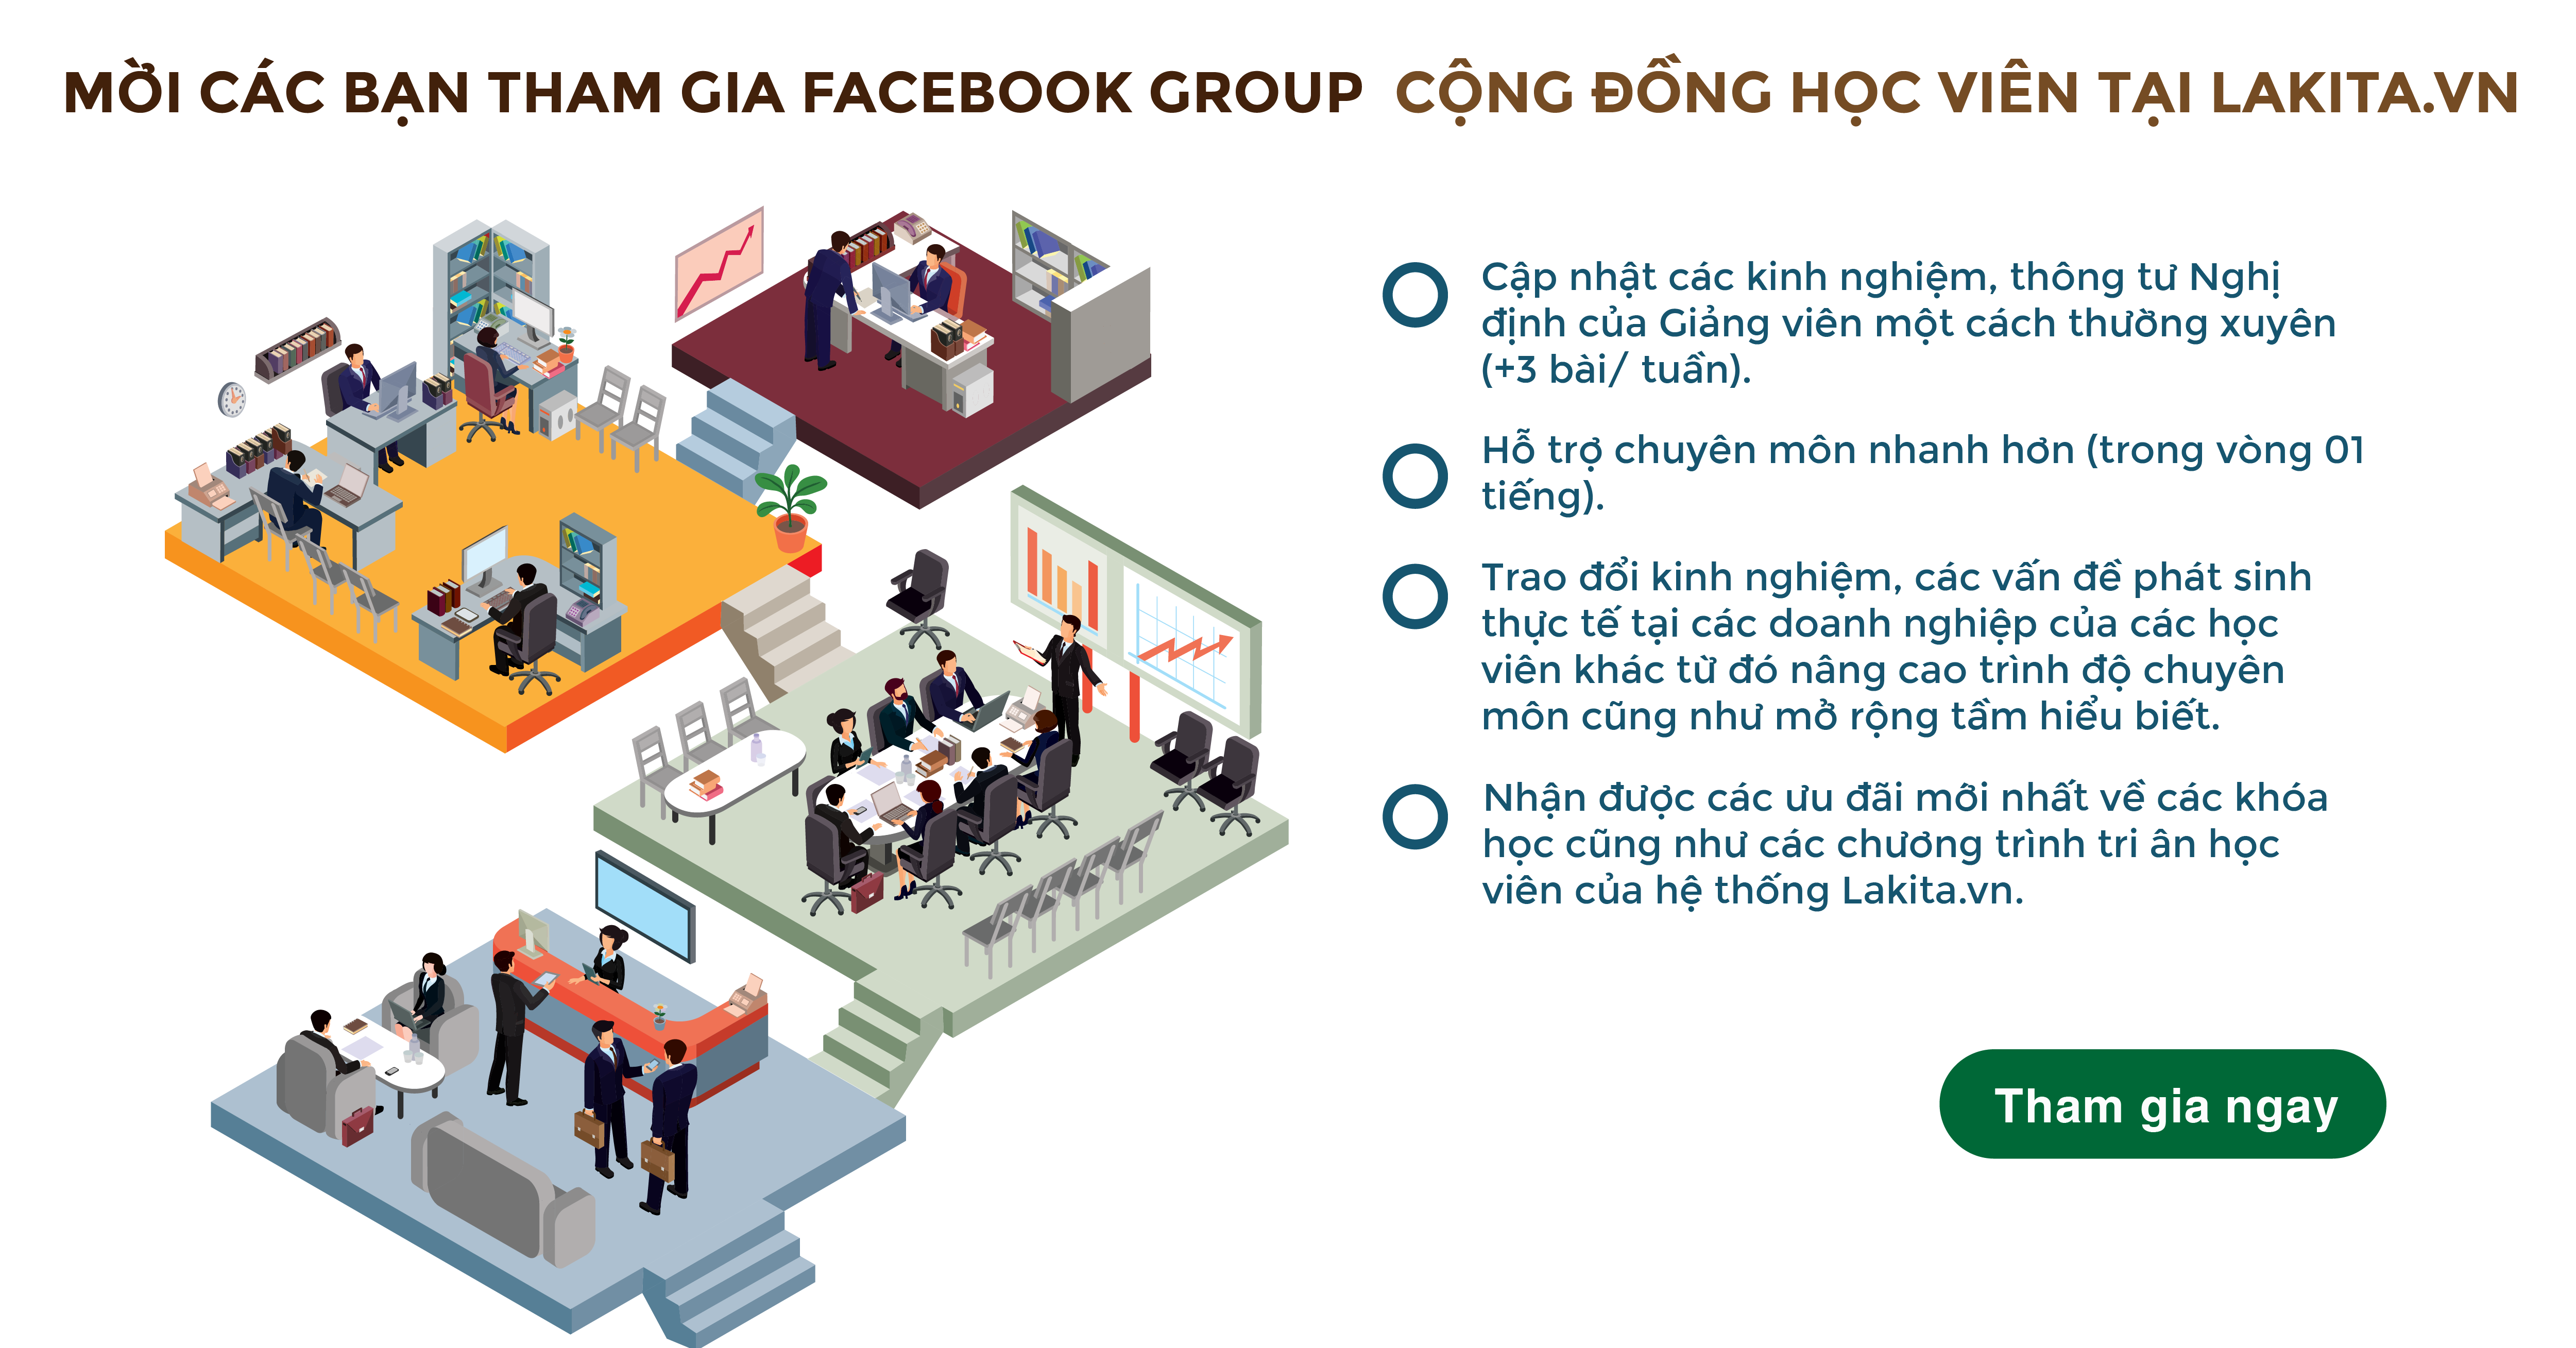 MỜI CÁC BẠN THAM GIA FACEBOOK GROUP CỘNG ĐỒNG HỌC VIÊN TẠI LAKITA.VN
Cập nhật các kinh nghiệm, thông tư Nghị
định của Giảng viên một cách thường xuyên
(+3 bài/ tuần).
Hỗ trợ chuyên môn nhanh hơn (trong vòng 01
tiếng).
Trao đổi kinh nghiệm, các vấn đề phát sinh
thực tế tại các doanh nghiệp của các học
viên khác từ đó nâng cao trình độ chuyên
môn cũng như mở rộng tầm hiểu biết.
Nhận được các ưu đãi mới nhất về các khóa
học cũng như các chương trình tri ân học
viên của hệ thống Lakita.vn.
Tham gia ngay